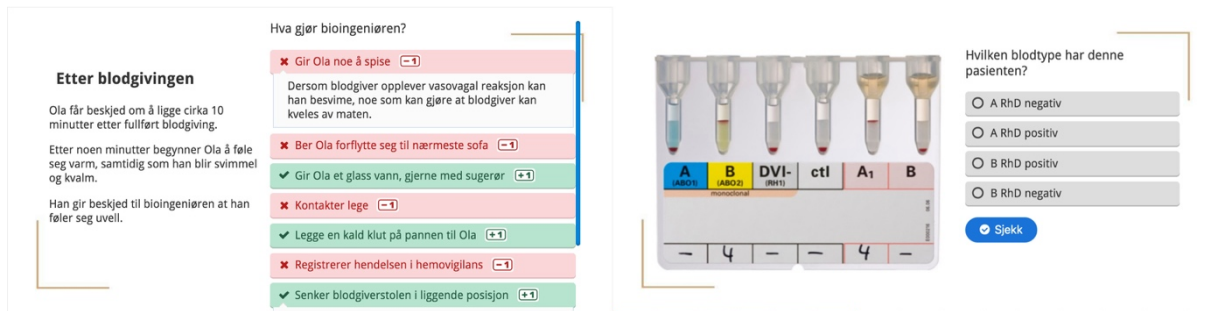 Etter blodgivingen
Ola får beskjed om å ligge cirka 10
minutter etter fullført blodgiving.
Etter noen minutter begynner Ola å føle
seg varm, samtidig som han blir svimmel
og kvalm.
Han gir beskjed til bioingeniøren at han
føler seg uvell.
Hva gjør bioingeniøren?
Gir Ola noe å spise −1
Dersom blodgiver opplever vasovagal reaksjon kan
han besvime, noe som kan gjøre at blodgiver kan
kveles av maten.
Ber Ola forflytte seg til nærmeste sofa −1
Gir Ola et glass vann, gjerne med sugerør +1
Kontakter lege −1
Legge en kald klut på pannen til Ola +1
Registrerer hendelsen i hemovigilans −1
Senker blodgiverstolen i liggende posisjon +1
A B DVI- ctl A1 B
(ABO1) (ABO2) (RH1)
monoclonal
– 4 – – 4 –
Hvilken blodtype har denne
pasienten?
A RhD negativ
A RhD positiv
B RhD positiv
B RhD negativ
Sjekk